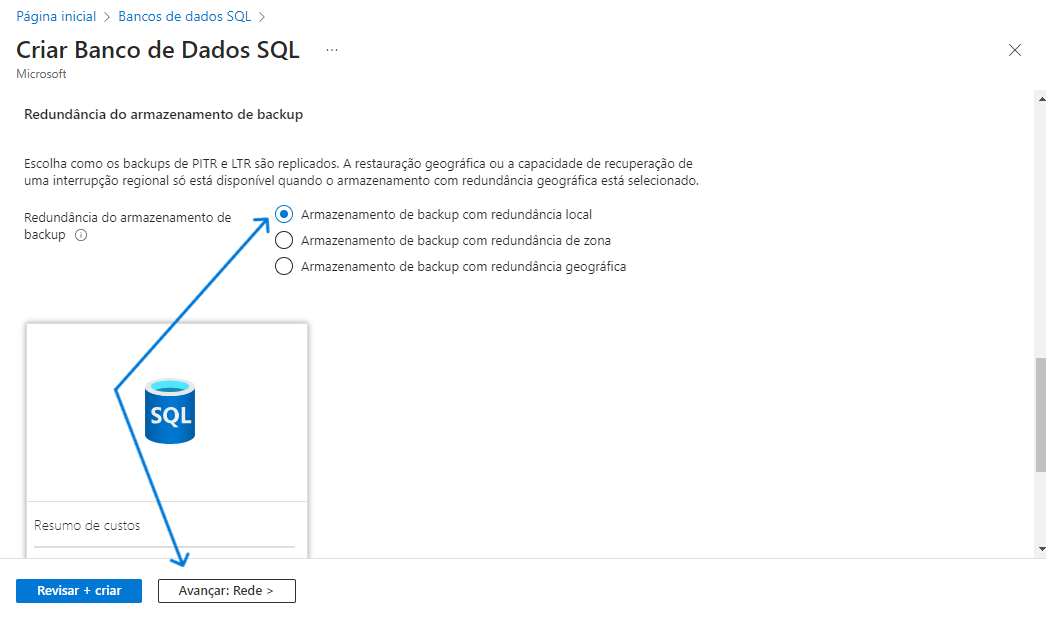 Página inicial > Bancos de dados SQL >
Criar Banco de Dados SQL ...
Microsoft
Redundância do armazenamento de backup
Escolha como os backups de PITR e LTR são replicados. A restauração geográfica ou a capacidade de recuperação de
uma interrupção regional só está disponível quando o armazenamento com redundância geográfica está selecionado.
Redundância do armazenamento de
backup
Armazenamento de backup com redundância local
Armazenamento de backup com redundância de zona
Armazenamento de backup com redundância geográfica
SQL
Resumo de custos
Revisar + criar
Avançar: Rede >